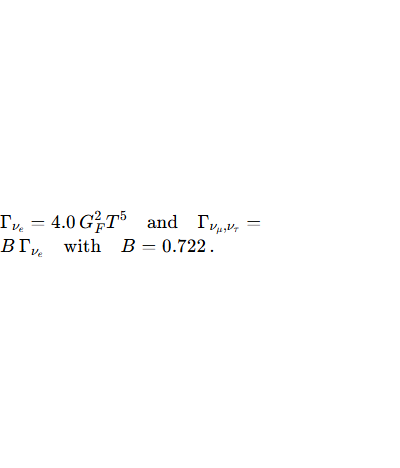 Γ_{ν_e} = 4.0 G_F^2 T^5 and Γ_{ν_μ,ν_τ} =
B Γ_{ν_e} with B = 0.722 .